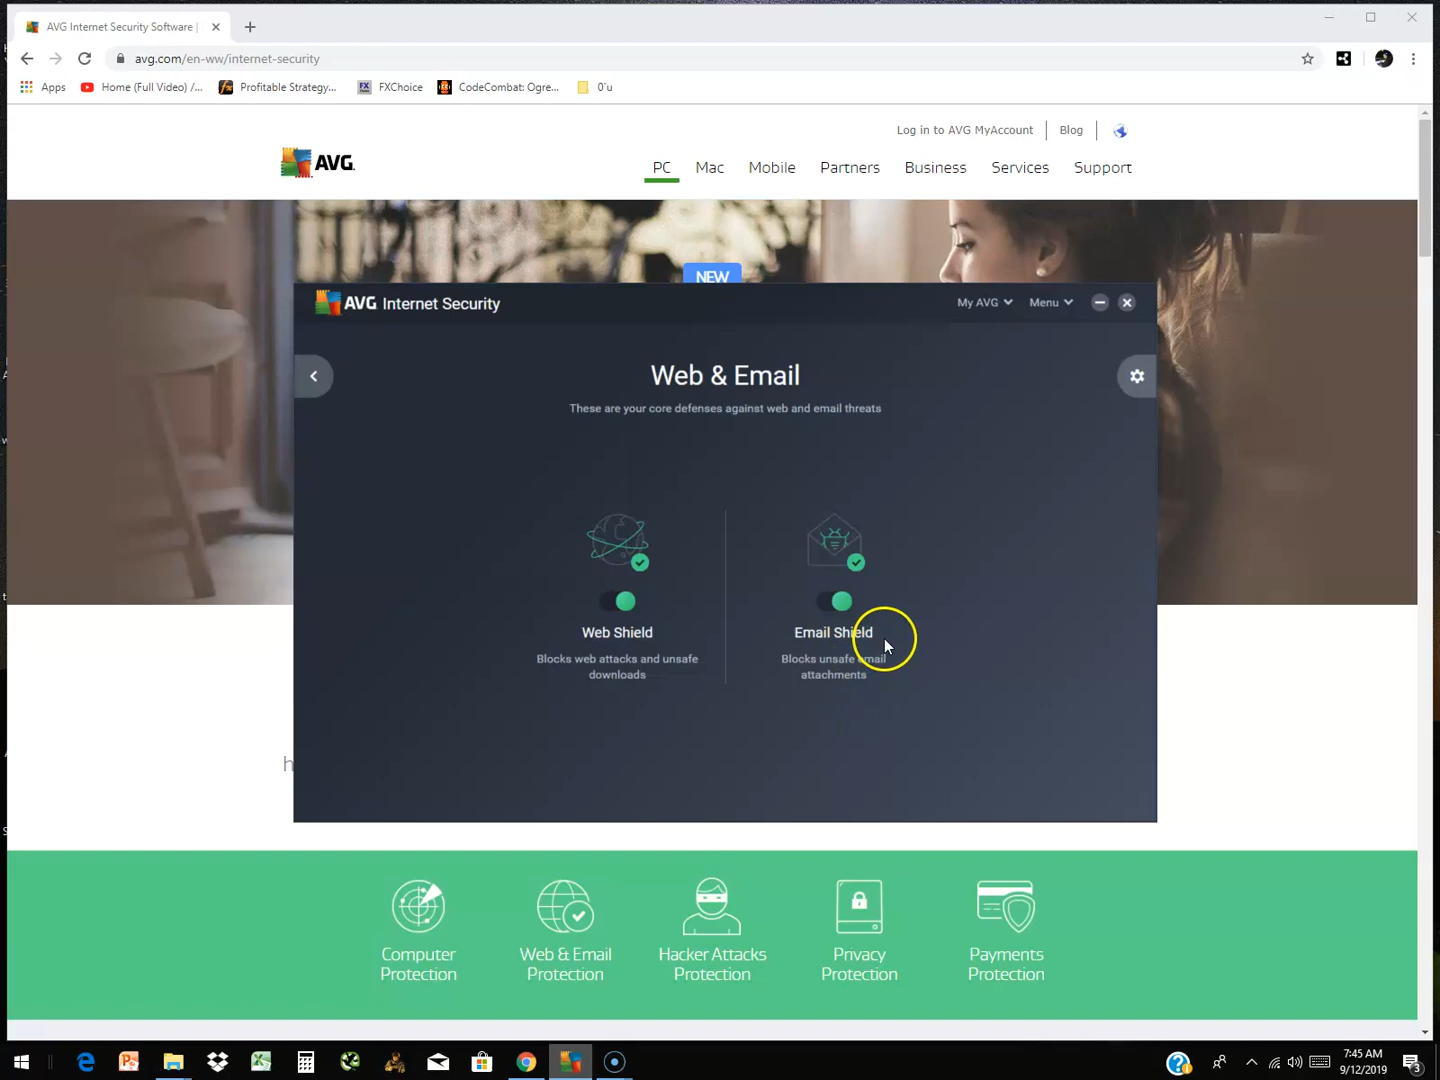 AVG Internet Security Software |
avg.com/en-ww/internet-security
Apps
Home (Full Video) /...
Profitable Strategy...
FX
FXChoice
CodeCombat: Ogre...
0`u
Log in to AVG MyAccount
Blog
AVG.
PC
Mac
Mobile
Partners
Business
Services
Support
NEW
AVG Internet Security
My AVG
Menu
Web & Email
These are your core defenses against web and email threats
Web Shield
Blocks web attacks and unsafe
downloads
Email Shield
Blocks unsafe email
attachments
h
Computer
Protection
Web & Email
Protection
Hacker Attacks
Protection
Privacy
Protection
Payments
Protection
7:45 AM
9/12/2019
3